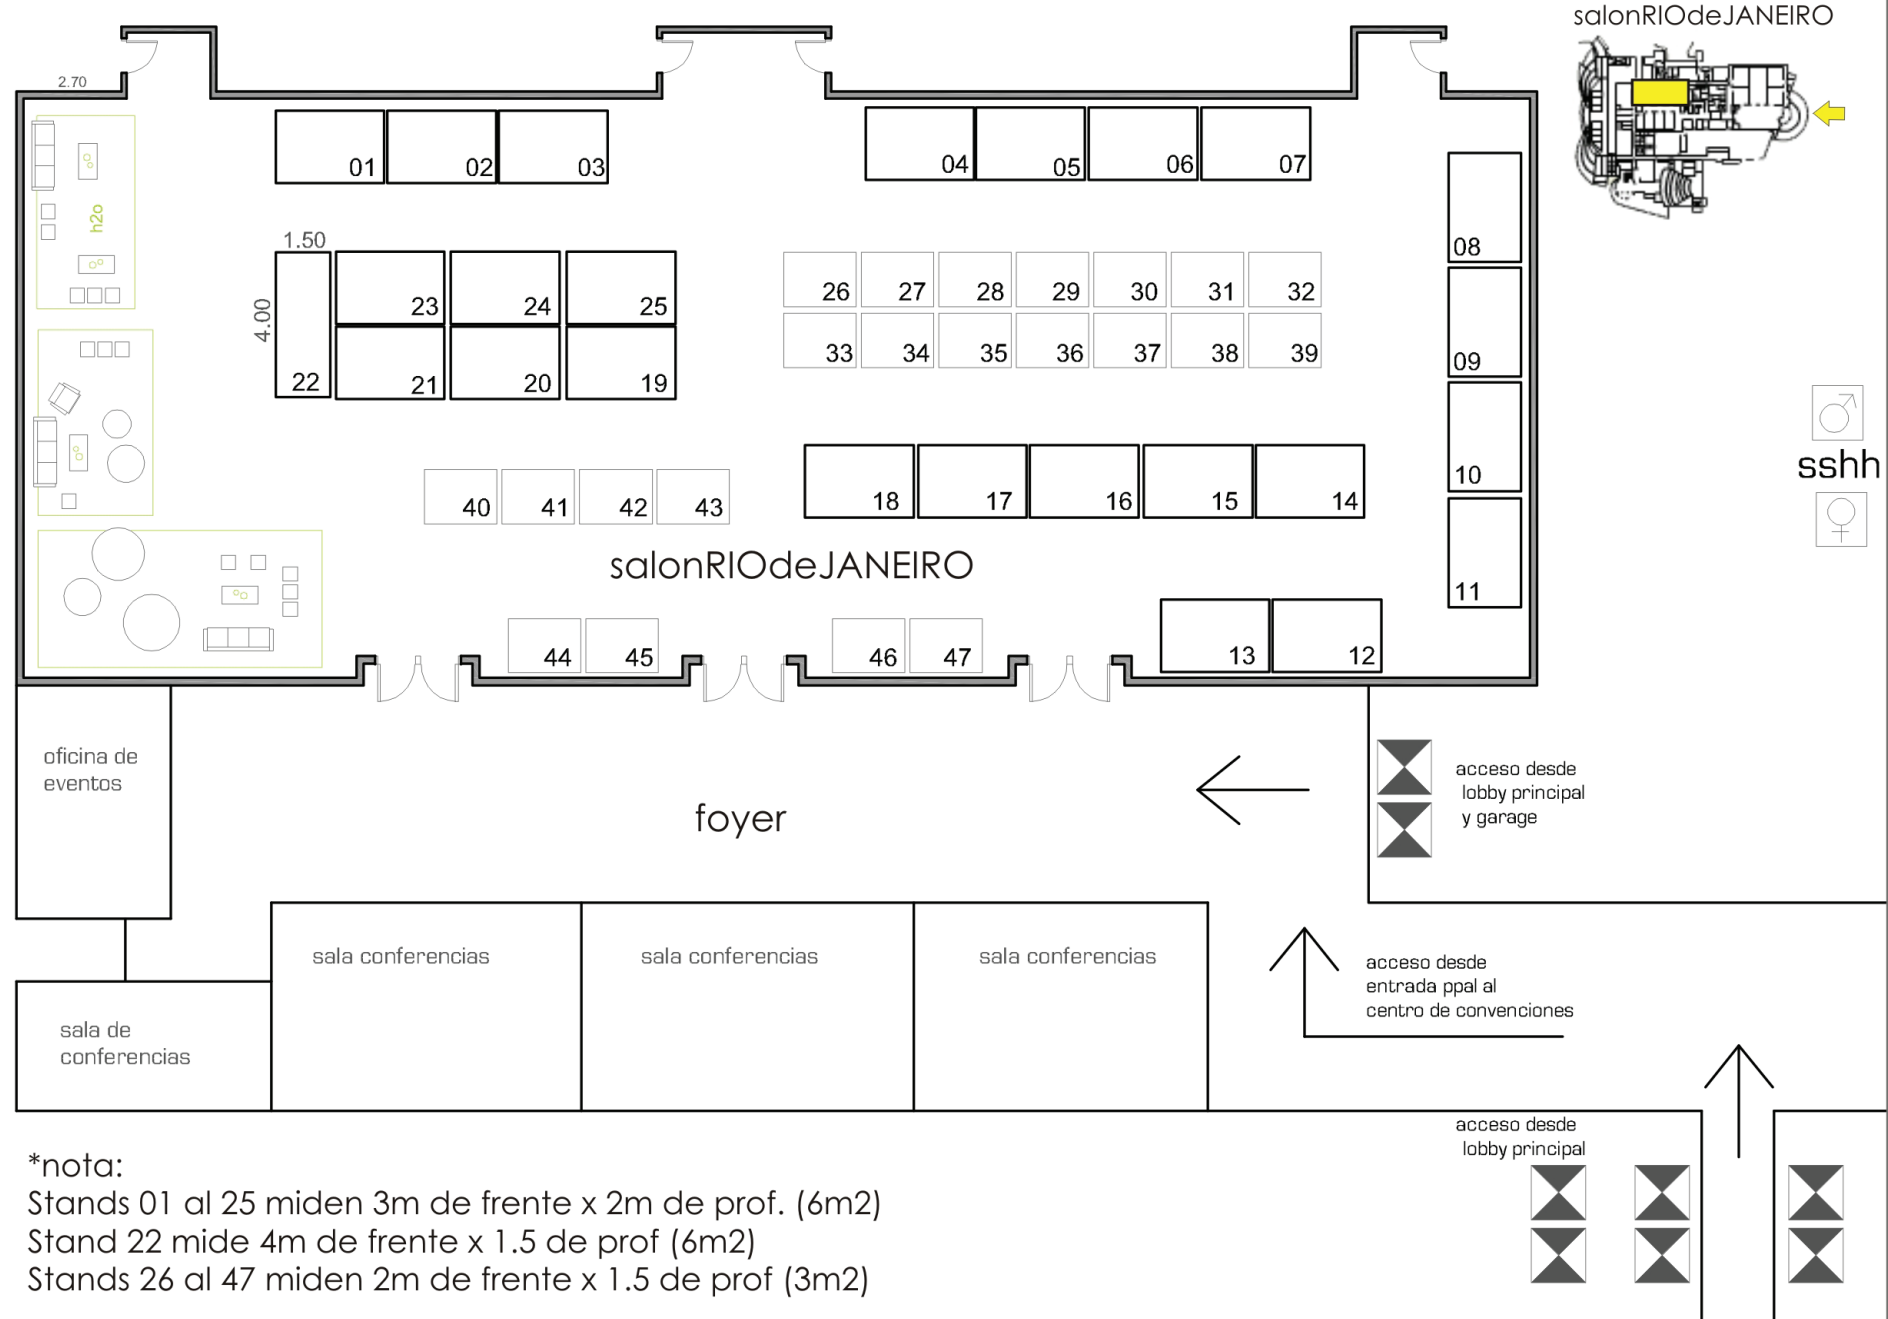 salonRIOdeJANEIRO
2.70
01 02 03 04 05 06 07
h2o
08
1.50
4.00
23 24 25
26 27 28 29 30 31 32
22 21 20 19
33 34 35 36 37 38 39
09
10
sshh
40 41 42 43
18 17 16 15 14
salonRIOdeJANEIRO
11
44 45 46 47
13 12
oficina de
eventos
foyer
acceso desde
lobby principal
y garage
sala conferencias
sala conferencias
sala conferencias
acceso desde
entrada ppal al
centro de convenciones
sala de
conferencias
acceso desde
lobby principal
*nota:
Stands 01 al 25 miden 3m de frente x 2m de prof. (6m2)
Stand 22 mide 4m de frente x 1.5 de prof (6m2)
Stands 26 al 47 miden 2m de frente x 1.5 de prof (3m2)